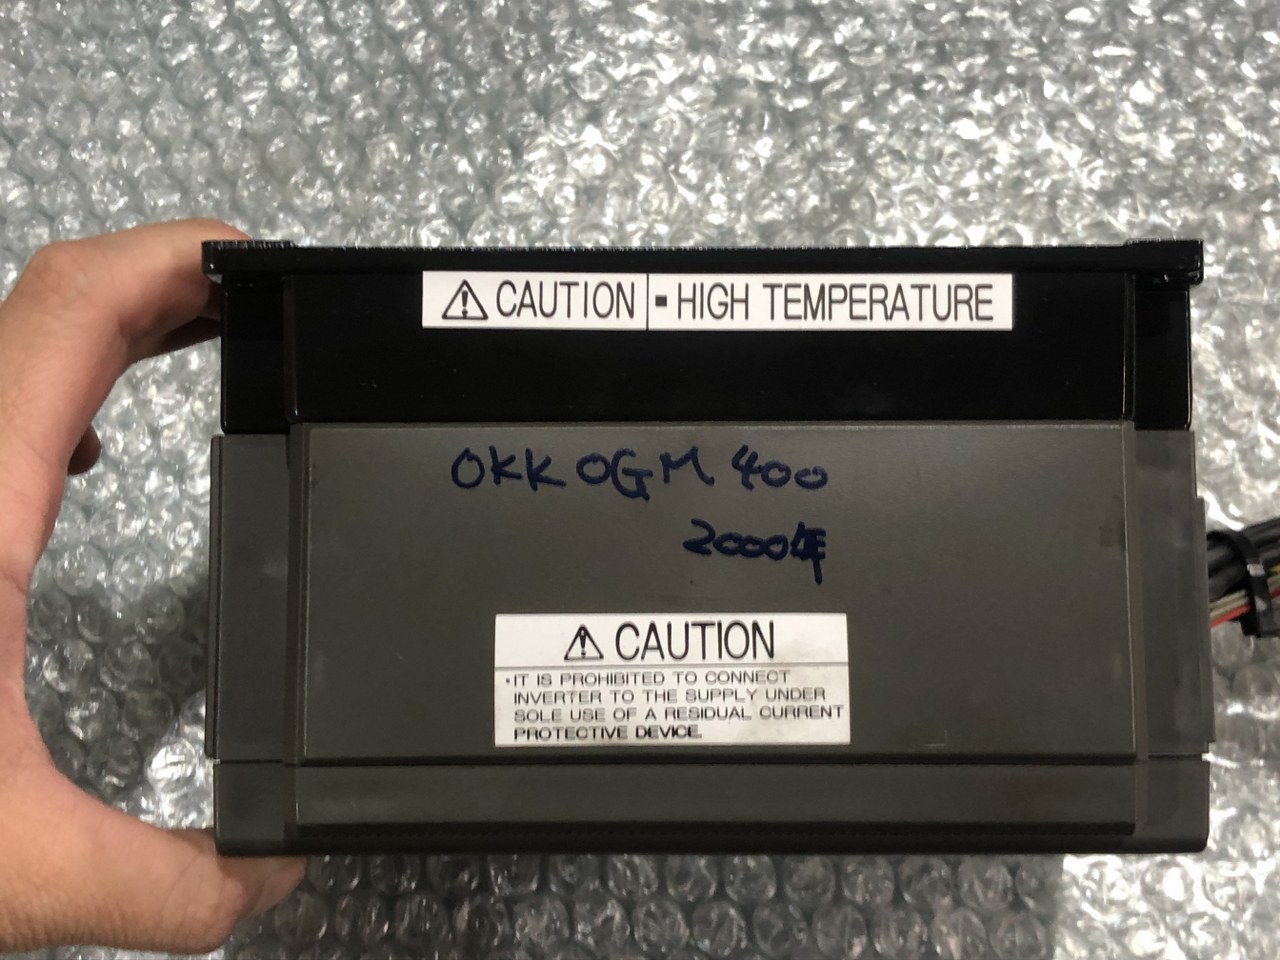 ⚠ CAUTION ▪ HIGH TEMPERATURE
OKK OGM 400
2000年
⚠ CAUTION
・IT IS PROHIBITED TO CONNECT
INVERTER TO THE SUPPLY UNDER
SOLE USE OF A RESIDUAL CURRENT
PROTECTIVE DEVICE.